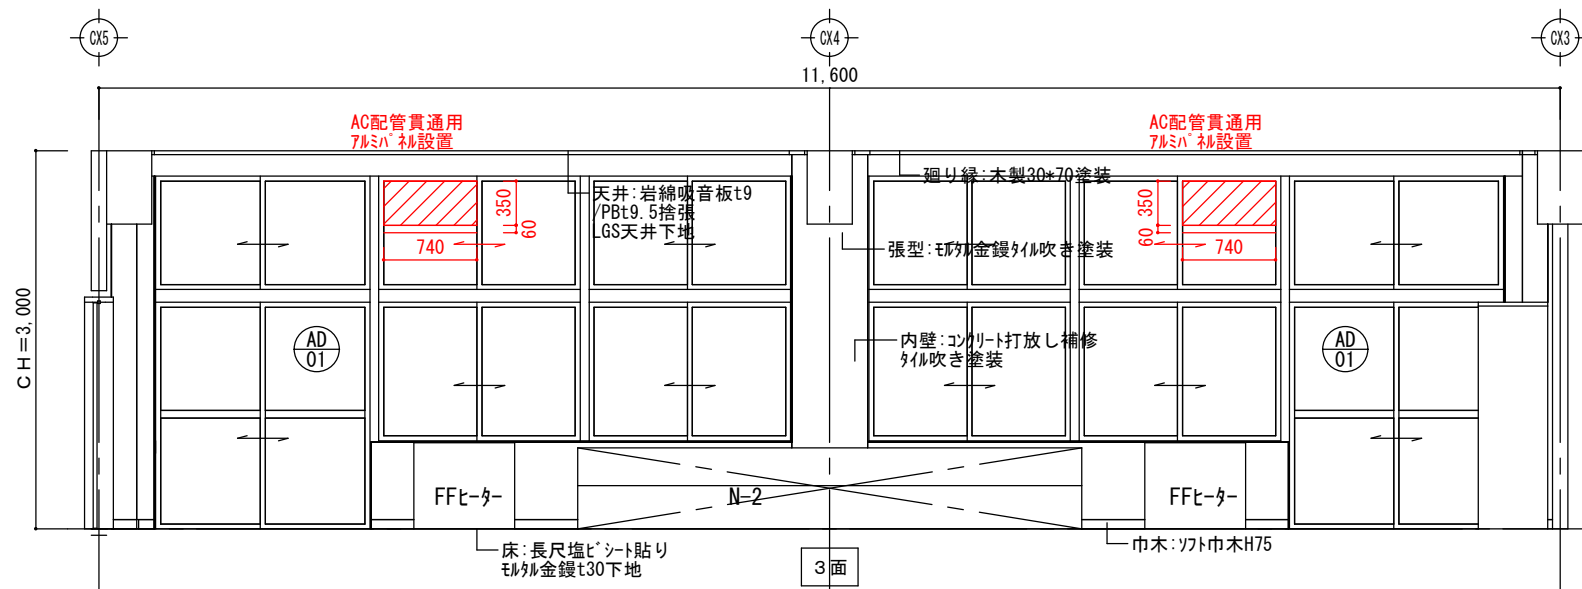 CX5
CX4
CX3
11,600
AC配管貫通用
ｱﾙﾐﾊﾟﾈﾙ設置
AC配管貫通用
ｱﾙﾐﾊﾟﾈﾙ設置
廻り縁:木製30*70塗装
天井:岩綿吸音板t9
/PBt9.5捨張
LGS天井下地
350
60
740
350
60
740
張型:ﾓﾙﾀﾙ金鏝ﾀｲﾙ吹き塗装
CH=3,000
AD
01
内壁:ｺﾝｸﾘｰﾄ打放し補修
ﾀｲﾙ吹き塗装
AD
01
FFﾋｰﾀｰ
N-2
FFﾋｰﾀｰ
床:長尺塩ﾋﾞｼｰﾄ貼り
ﾓﾙﾀﾙ金鏝t30下地
巾木:ｿﾌﾄ巾木H75
3面